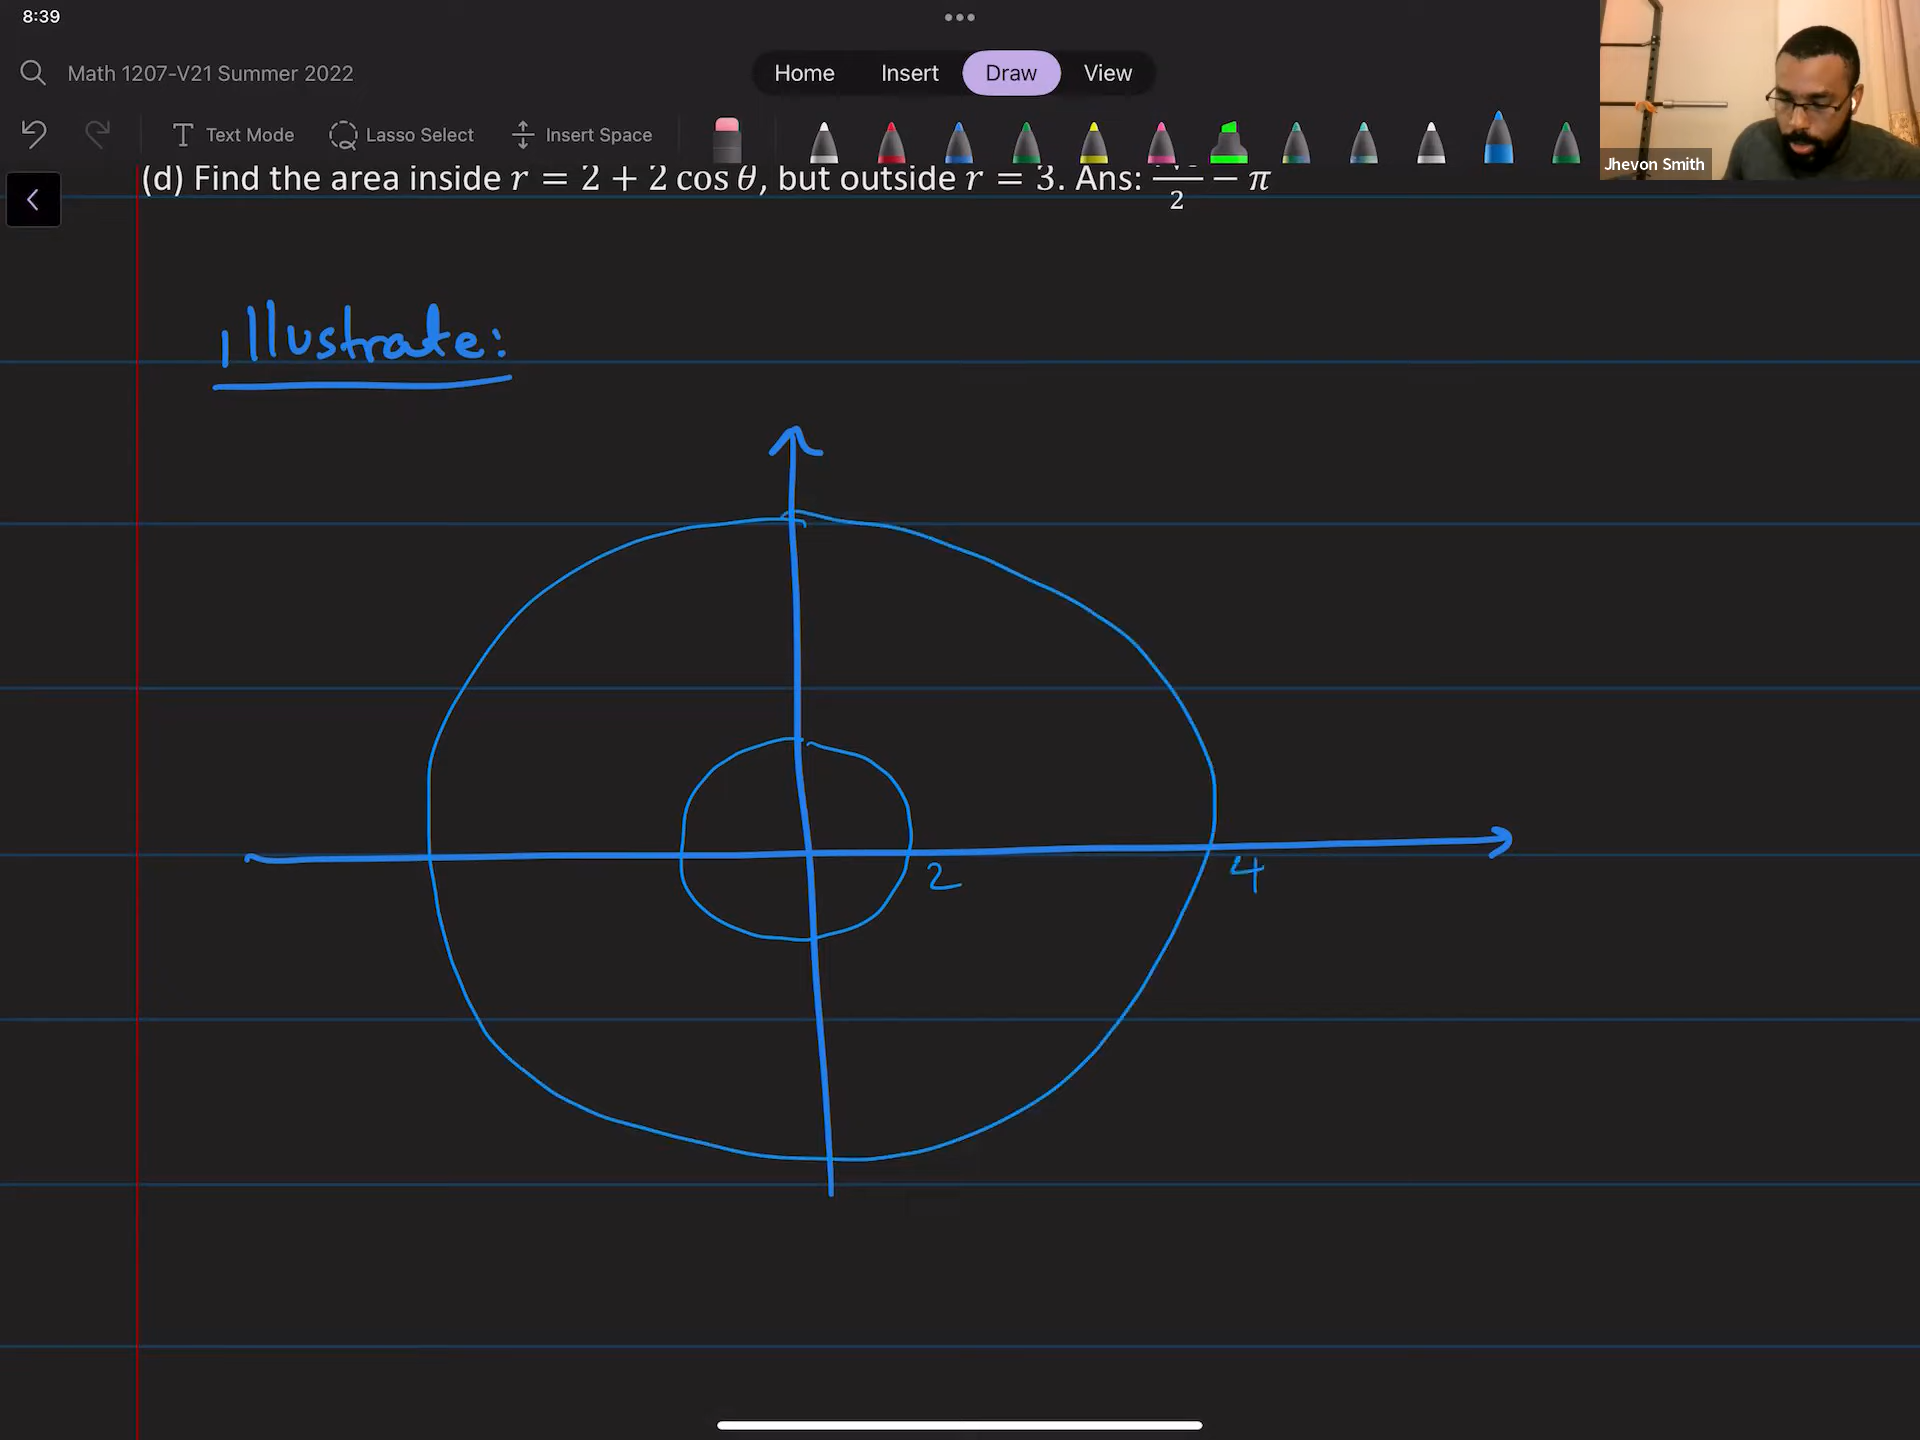 8:39
Math 1207-V21 Summer 2022
Home Insert Draw View
Text Mode Lasso Select Insert Space
Jhevon Smith
(d) Find the area inside r = 2 + 2 cos θ, but outside r = 3. Ans: 2 − π
Illustrate:
2 4